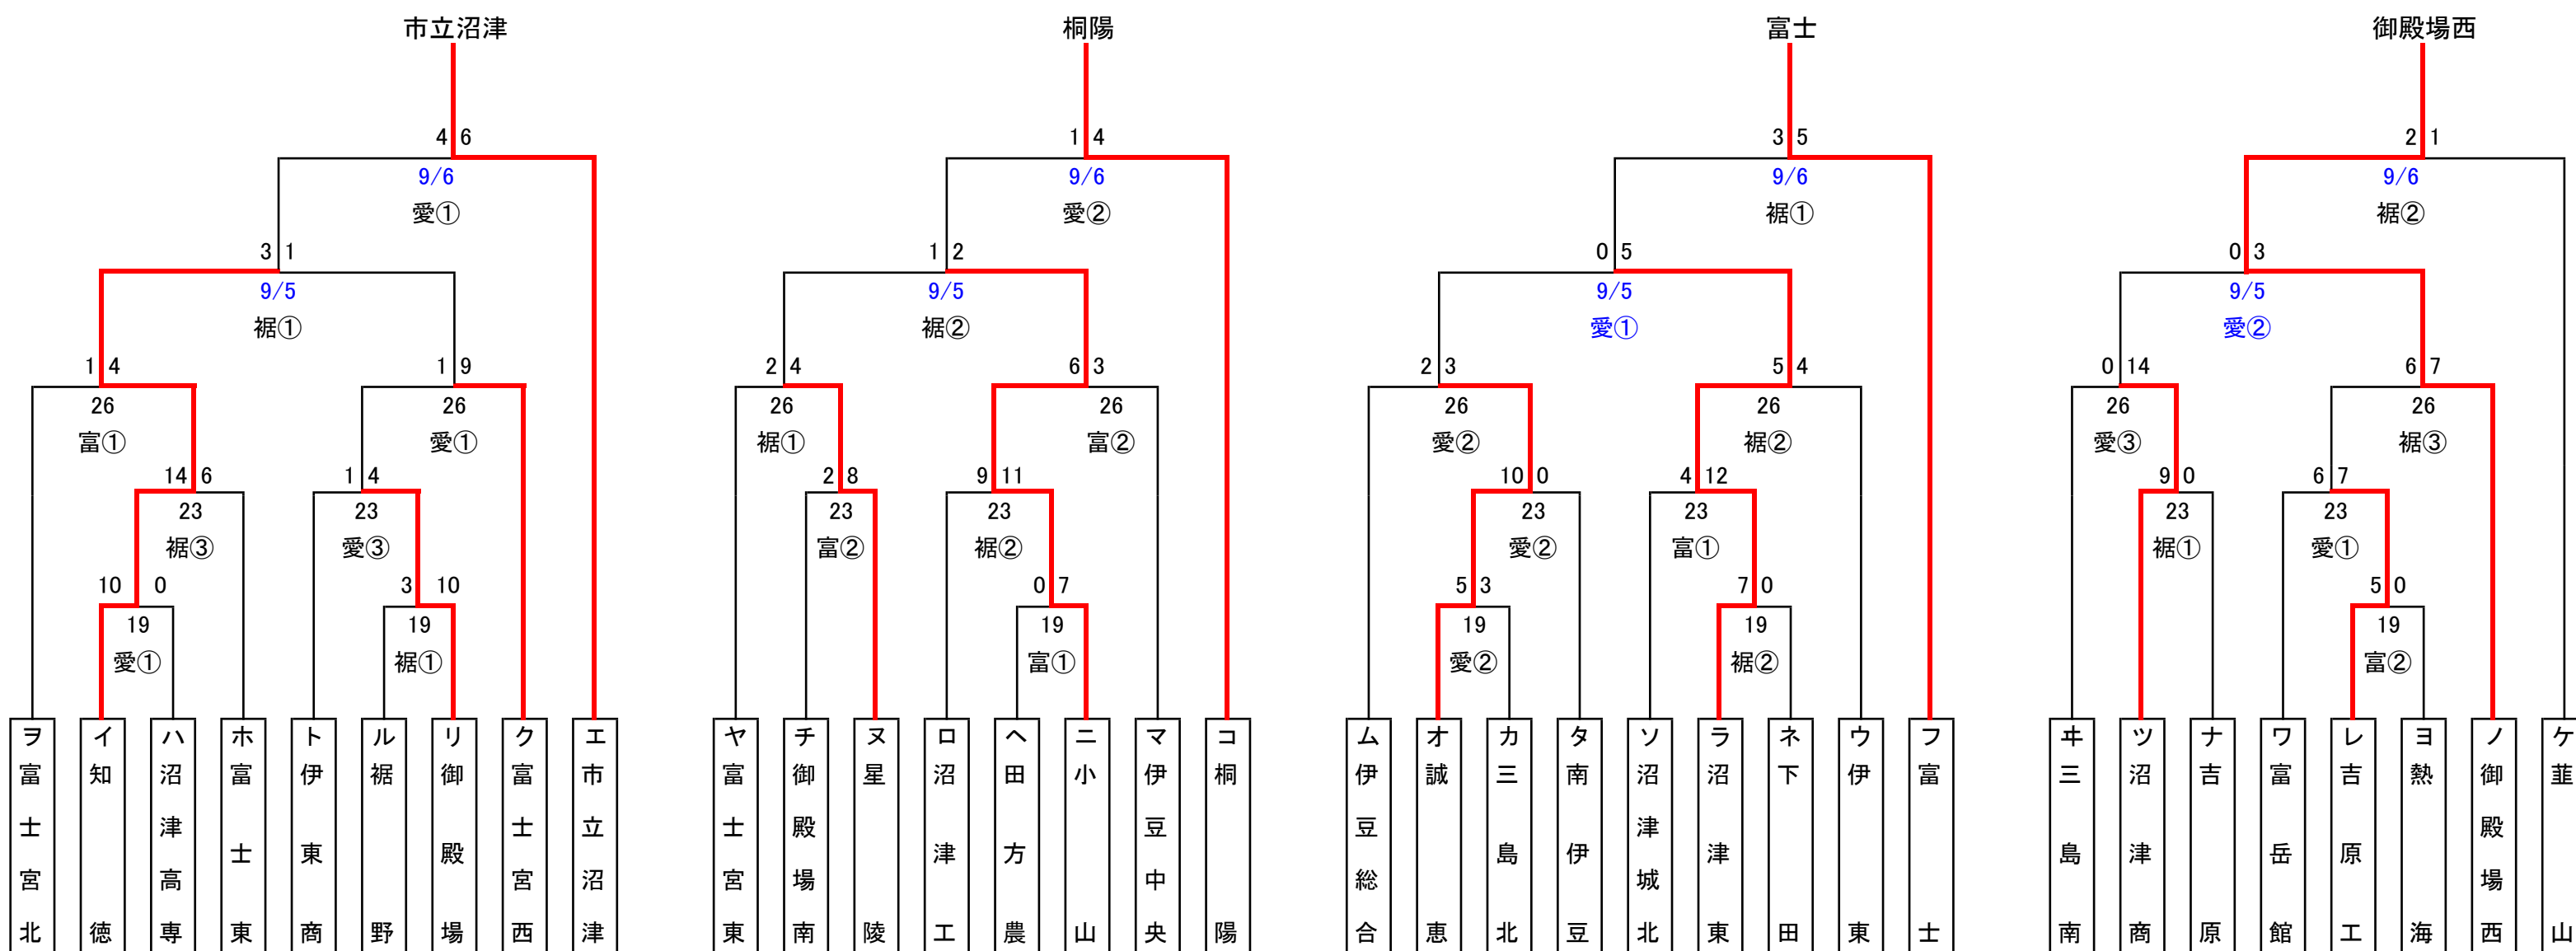 市立沼津 桐陽 富士 御殿場西
4 6 1 4 3 5 2 1
9/6 9/6 9/6 9/6
愛① 愛② 裾① 裾②
3 1 1 2 0 5 0 3
9/5 9/5 9/5 9/5
裾① 裾② 愛① 愛②
1 4 1 9 2 4 6 3 2 3 5 4 0 14 6 7
26 26 26 26 26 26 26 26
富① 愛① 裾① 富② 愛② 裾② 愛③ 裾③
14 6 1 4 2 8 9 11 10 0 4 12 9 0 6 7
23 23 23 23 23 23 23 23
裾③ 愛③ 富② 裾② 愛② 富① 裾① 愛①
10 0 3 10 0 7 5 3 7 0 5 0
19 19 19 19 19 19
愛① 裾① 富① 愛② 裾② 富②
ヲ富士宮北
イ知徳
ハ沼津高専
ホ富士東
ト伊東商
ル裾野
リ御殿場
ク富士宮西
エ市立沼津
ヤ富士宮東
チ御殿場南
ヌ星陵
ロ沼津工
ヘ田方農
ニ小山
マ伊豆中央
コ桐陽
ム伊豆総合
オ誠恵
カ三島北
タ南伊豆
ソ沼津城北
ラ沼津東
ネ下田
ウ伊東
フ富士
ヰ三島南
ツ沼津商
ナ吉原
ワ富岳館
レ吉原工
ヨ熱海
ノ御殿場西
ケ韮山